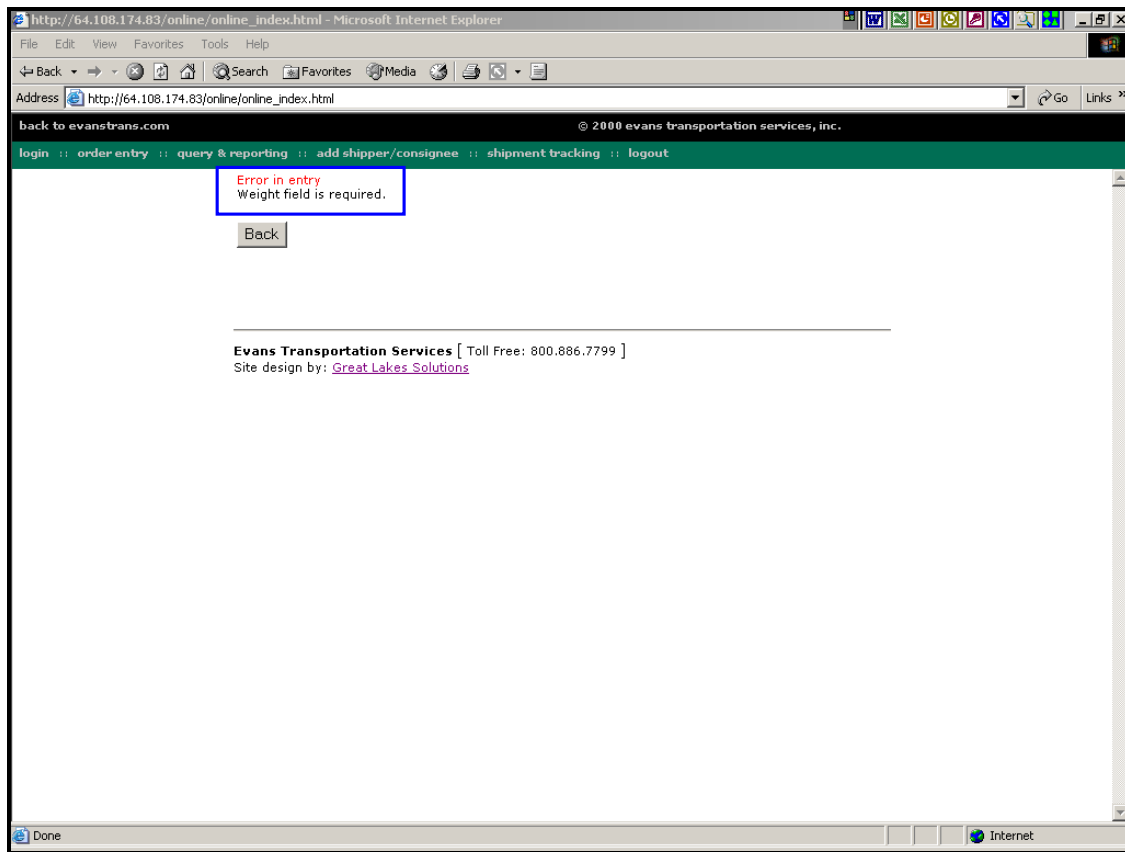 http://64.108.174.83/online/online_index.html - Microsoft Internet Explorer
File Edit View Favorites Tools Help
Back Search Favorites Media
Address http://64.108.174.83/online/online_index.html Go Links »
back to evanstrans.com © 2000 evans transportation services, inc.
login :: order entry :: query & reporting :: add shipper/consignee :: shipment tracking :: logout
Error in entry
Weight field is required.
Back
Evans Transportation Services [ Toll Free: 800.886.7799 ]
Site design by: Great Lakes Solutions
Done Internet